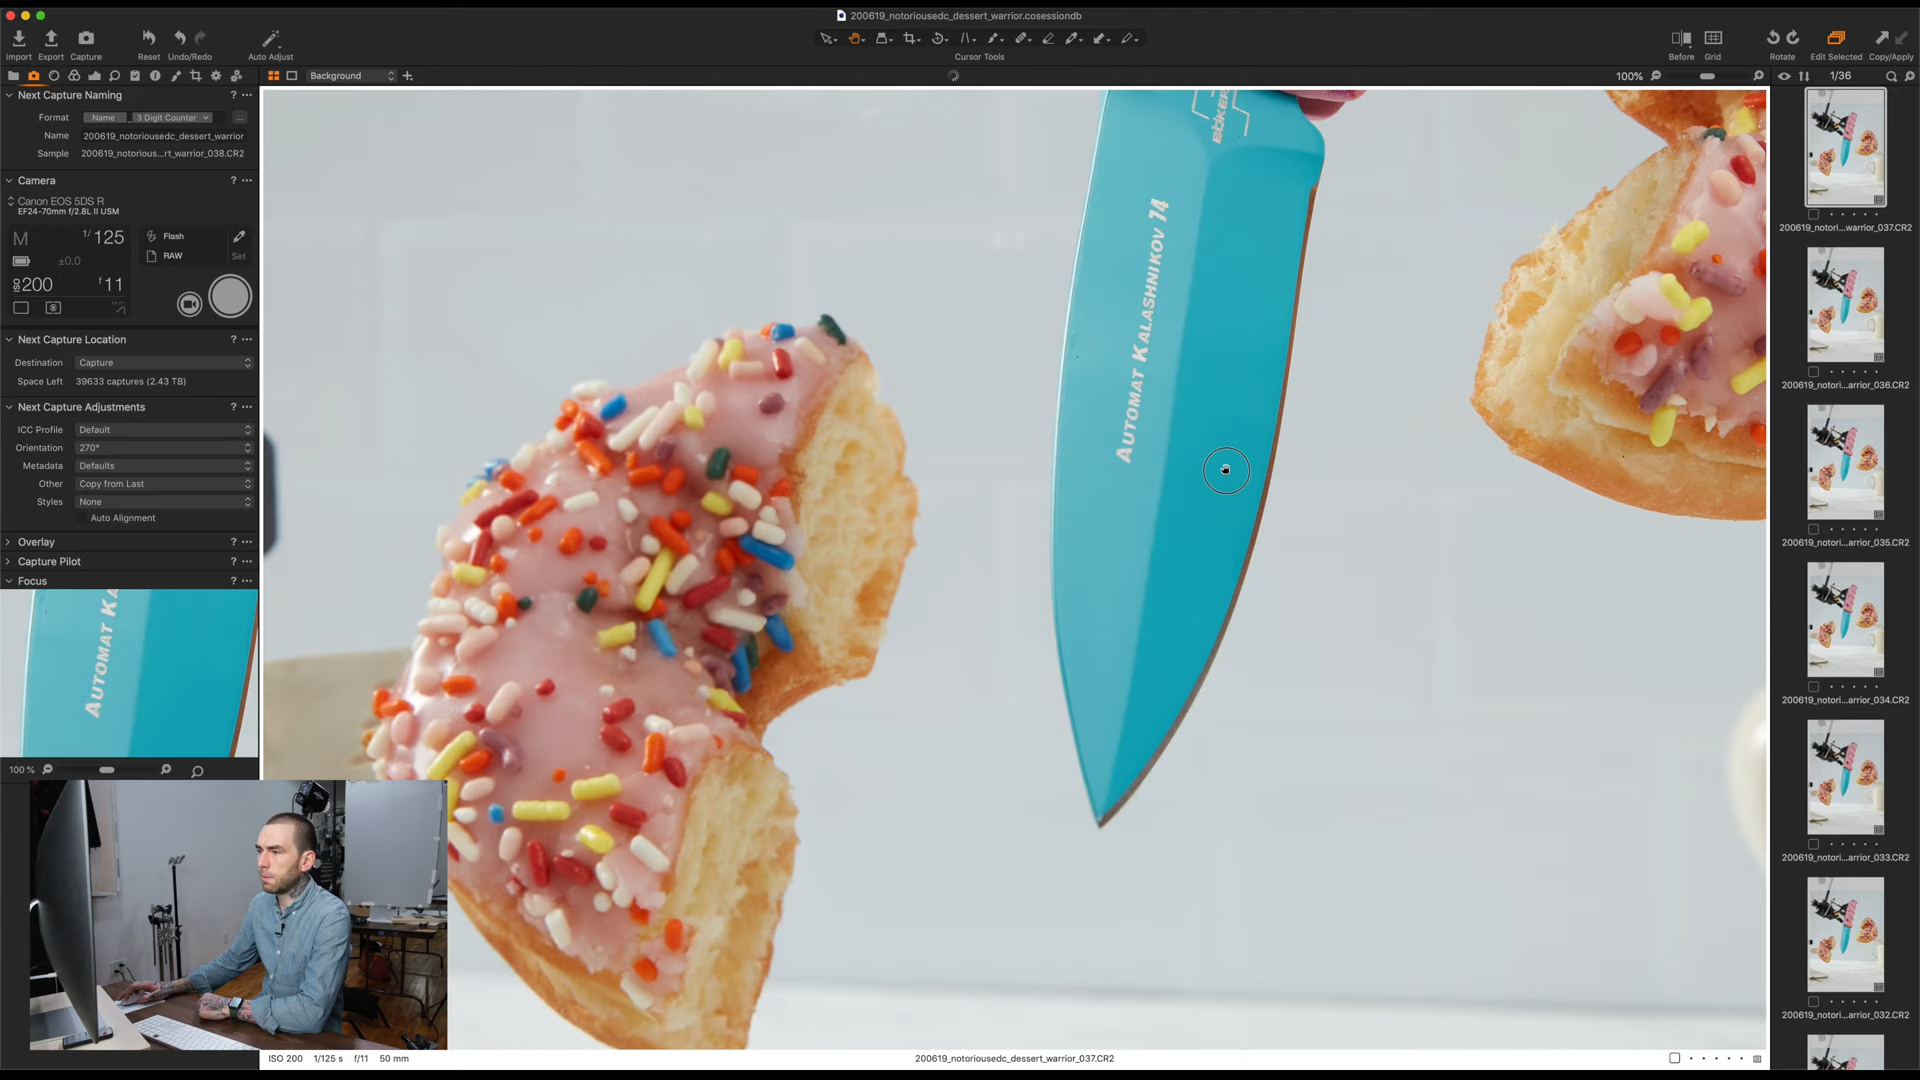 200619_notoriousedc_dessert_warrior.cosessiondb
Import Export Capture Reset Undo/Redo Auto Adjust
Cursor Tools
Before Grid Rotate Edit Selected Copy/Apply
Background
100%
1/36
Next Capture Naming ? ...
Format Name _ 3 Digit Counter ...
Name 200619_notoriousedc_dessert_warrior
Sample 200619_notorious...rt_warrior_038.CR2
Camera ? ...
Canon EOS 5DS R
EF24-70mm f/2.8L II USM
M 1/125
±0.0
ISO 200 f 11
Flash
RAW
Set
Next Capture Location ? ...
Destination Capture
Space Left 39633 captures (2.43 TB)
Next Capture Adjustments ? ...
ICC Profile Default
Orientation 270°
Metadata Defaults
Other Copy from Last
Styles None
Auto Alignment
Overlay ? ...
Capture Pilot ? ...
Focus ? ...
AUTOMAT KA
100 %
BÖKER
AUTOMAT KALASHNIKOV 74
200619_notori...warrior_037.CR2
200619_notori...arrior_036.CR2
200619_notori...arrior_035.CR2
200619_notori...arrior_034.CR2
200619_notori...arrior_033.CR2
200619_notori...arrior_032.CR2
ISO 200 1/125 s f/11 50 mm
200619_notoriousedc_dessert_warrior_037.CR2